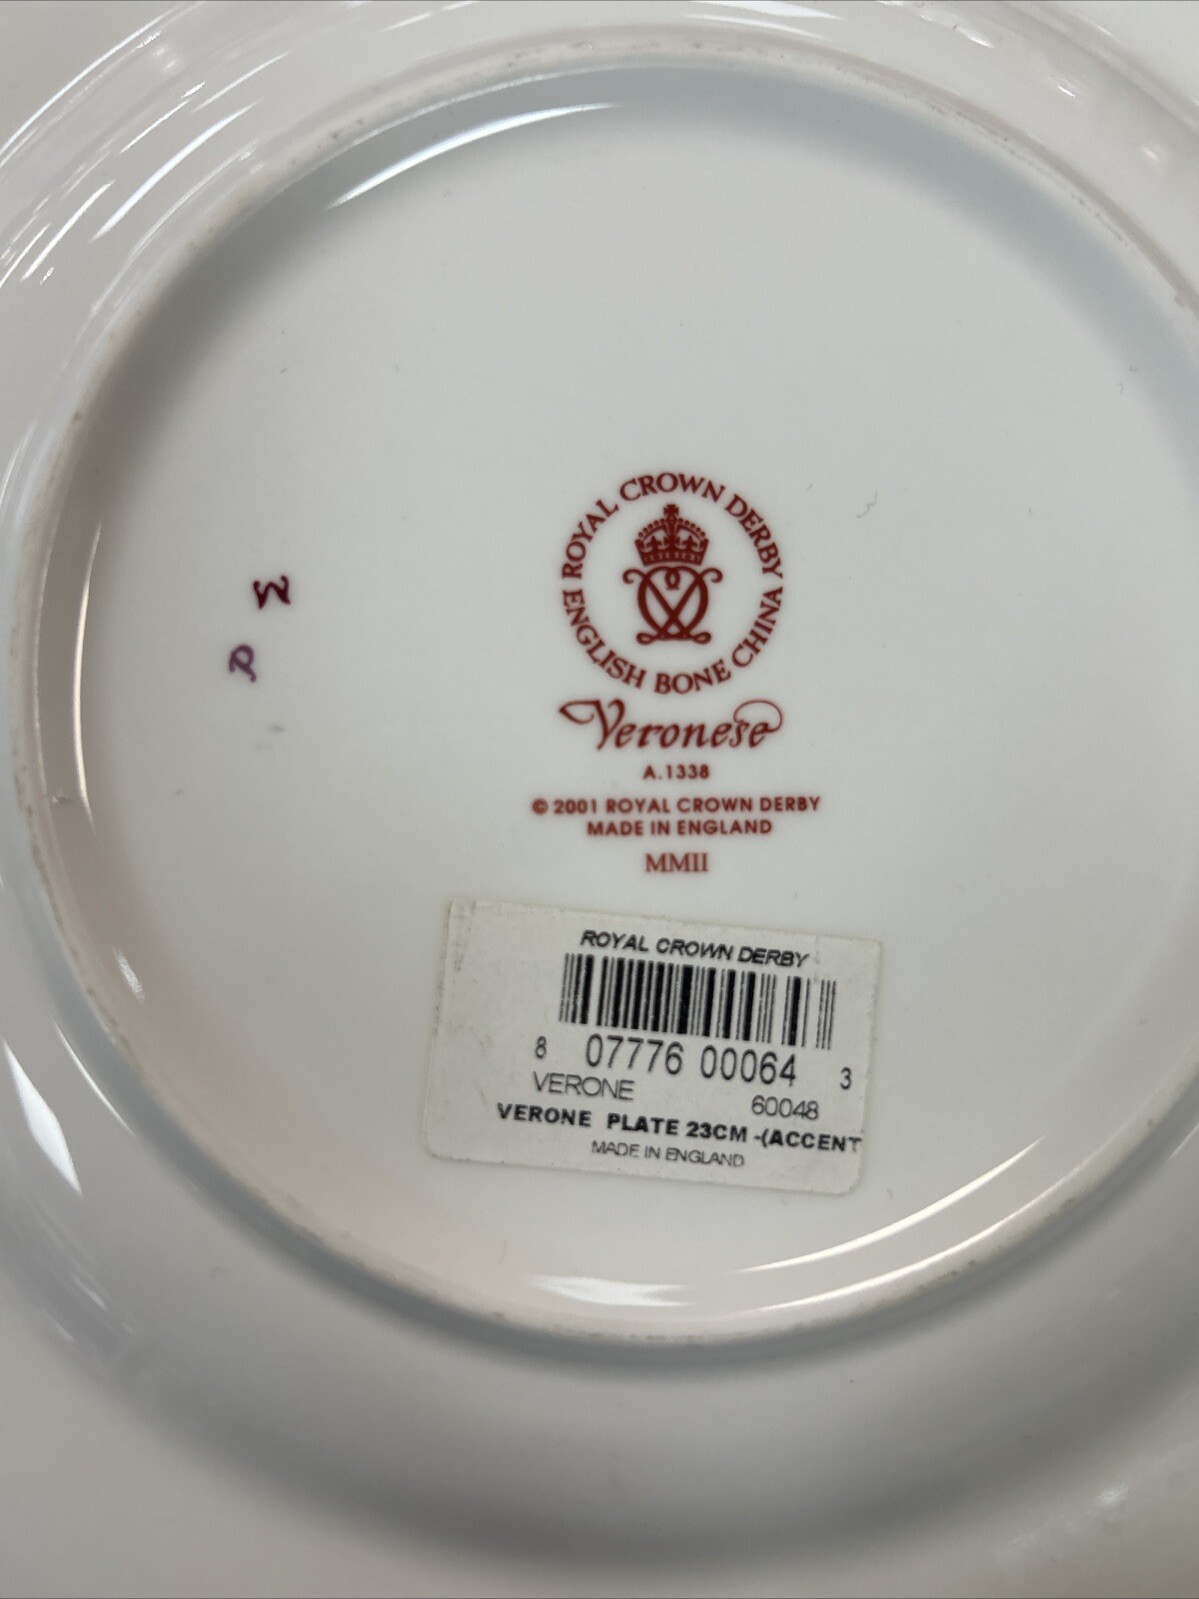 ROYAL CROWN DERBY
ENGLISH BONE CHINA
Veronese
A.1338
© 2001 ROYAL CROWN DERBY
MADE IN ENGLAND
MMII
ROYAL CROWN DERBY
8 07776 00064 3
VERONE 60048
VERONE PLATE 23CM -(ACCENT
MADE IN ENGLAND